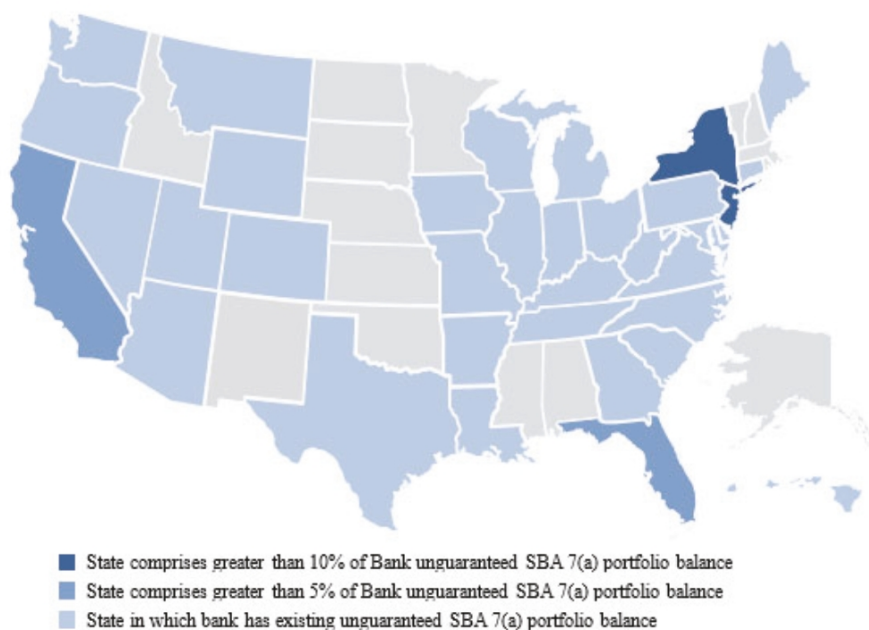 State comprises greater than 10% of Bank unguaranteed SBA 7(a) portfolio balance
State comprises greater than 5% of Bank unguaranteed SBA 7(a) portfolio balance
State in which bank has existing unguaranteed SBA 7(a) portfolio balance